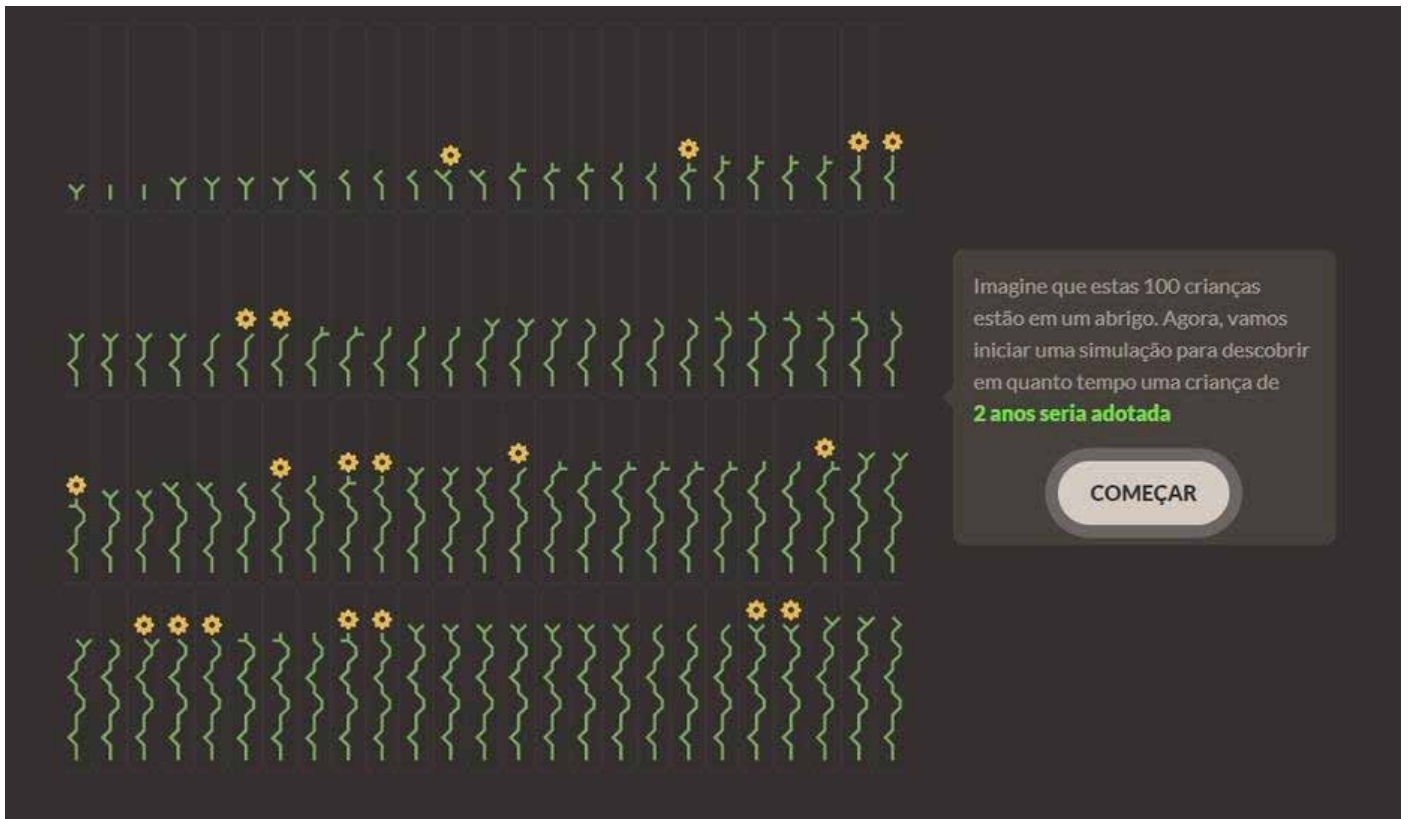 Imagine que estas 100 crianças
estão em um abrigo. Agora, vamos
iniciar uma simulação para descobrir
em quanto tempo uma criança de
2 anos seria adotada
COMEÇAR